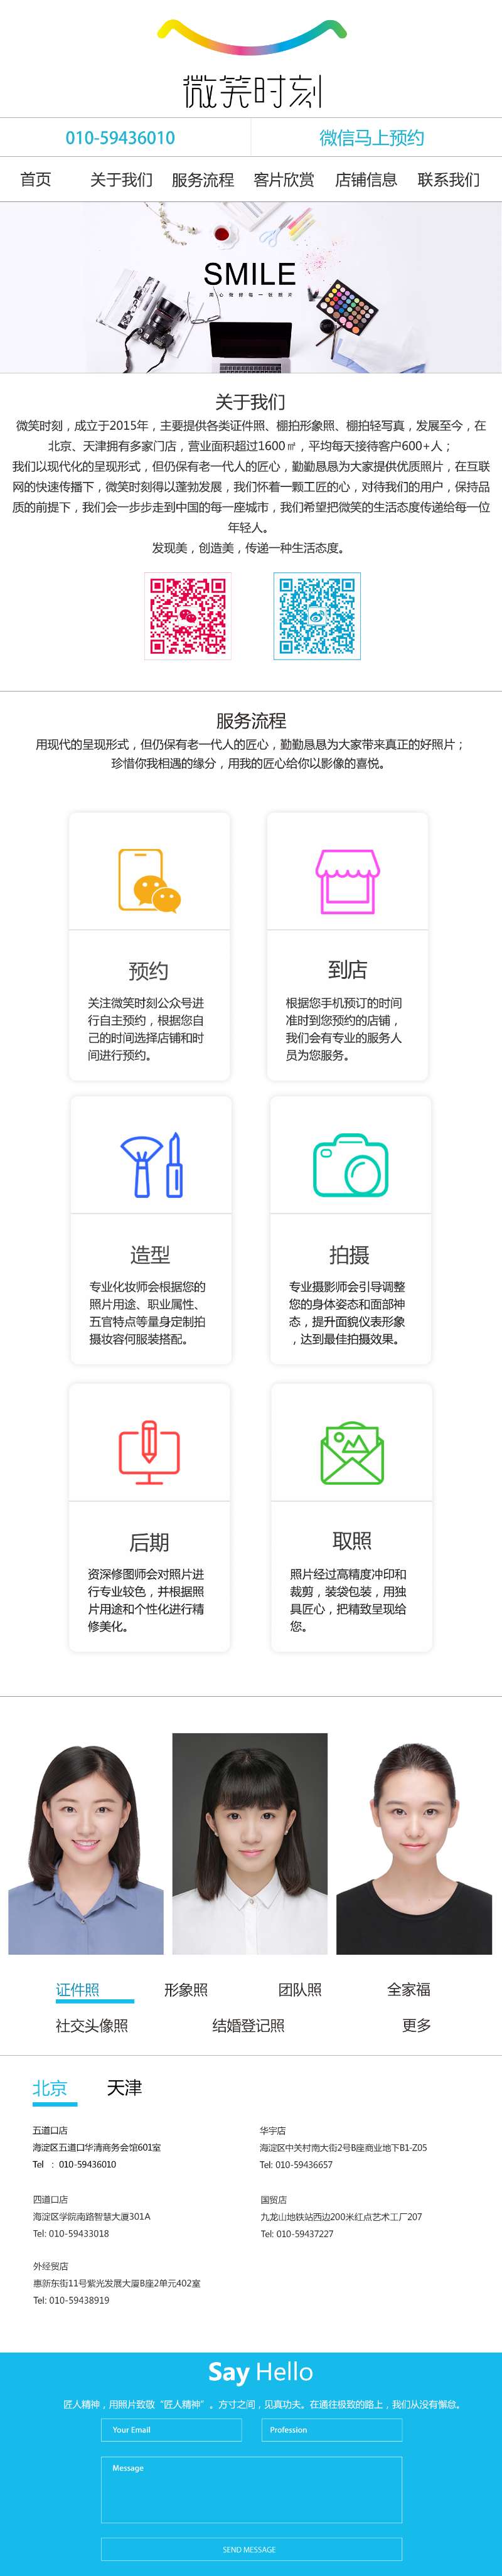 微笑时刻
010-59436010
微信马上预约
首页 关于我们 服务流程 客片欣赏 店铺信息 联系我们
SMILE
用心对待每一张照片
关于我们
微笑时刻，成立于2015年，主要提供各类证件照、棚拍形象照、棚拍轻写真，发展至今，在
北京、天津拥有多家门店，营业面积超过1600㎡，平均每天接待客户600+人；
我们以现代化的呈现形式，但仍保有老一代人的匠心，勤勤恳恳为大家提供优质照片，在互联
网的快速传播下，微笑时刻得以蓬勃发展，我们怀着一颗工匠的心，对待我们的用户，保持品
质的前提下，我们会一步步走到中国的每一座城市，我们希望把微笑的生活态度传递给每一位
年轻人。
发现美，创造美，传递一种生活态度。
服务流程
用现代的呈现形式，但仍保有老一代人的匠心，勤勤恳恳为大家带来真正的好照片；
珍惜你我相遇的缘分，用我的匠心给你以影像的喜悦。
预约
关注微笑时刻公众号进
行自主预约，根据您自
己的时间选择店铺和时
间进行预约。
到店
根据您手机预订的时间
准时到您预约的店铺，
我们会有专业的服务人
员为您服务。
造型
专业化妆师会根据您的
照片用途、职业属性、
五官特点等量身定制拍
摄妆容何服装搭配。
拍摄
专业摄影师会引导调整
您的身体姿态和面部神
态，提升面貌仪表形象
，达到最佳拍摄效果。
后期
资深修图师会对照片进
行专业较色，并根据照
片用途和个性化进行精
修美化。
取照
照片经过高精度冲印和
裁剪，装袋包装，用独
具匠心，把精致呈现给
您。
证件照 形象照 团队照 全家福
社交头像照 结婚登记照 更多
北京 天津
五道口店
海淀区五道口华清商务会馆601室
Tel ：010-59436010
华宇店
海淀区中关村南大街2号B座商业地下B1-Z05
Tel: 010-59436657
四道口店
海淀区学院南路智慧大厦301A
Tel: 010-59433018
国贸店
九龙山地铁站西边200米红点艺术工厂207
Tel: 010-59437227
外经贸店
惠新东街11号紫光发展大厦B座2单元402室
Tel: 010-59438919
Say Hello
匠人精神，用照片致敬“匠人精神”。方寸之间，见真功夫。在通往极致的路上，我们从没有懈怠。
Your Email
Profession
Message
SEND MESSAGE